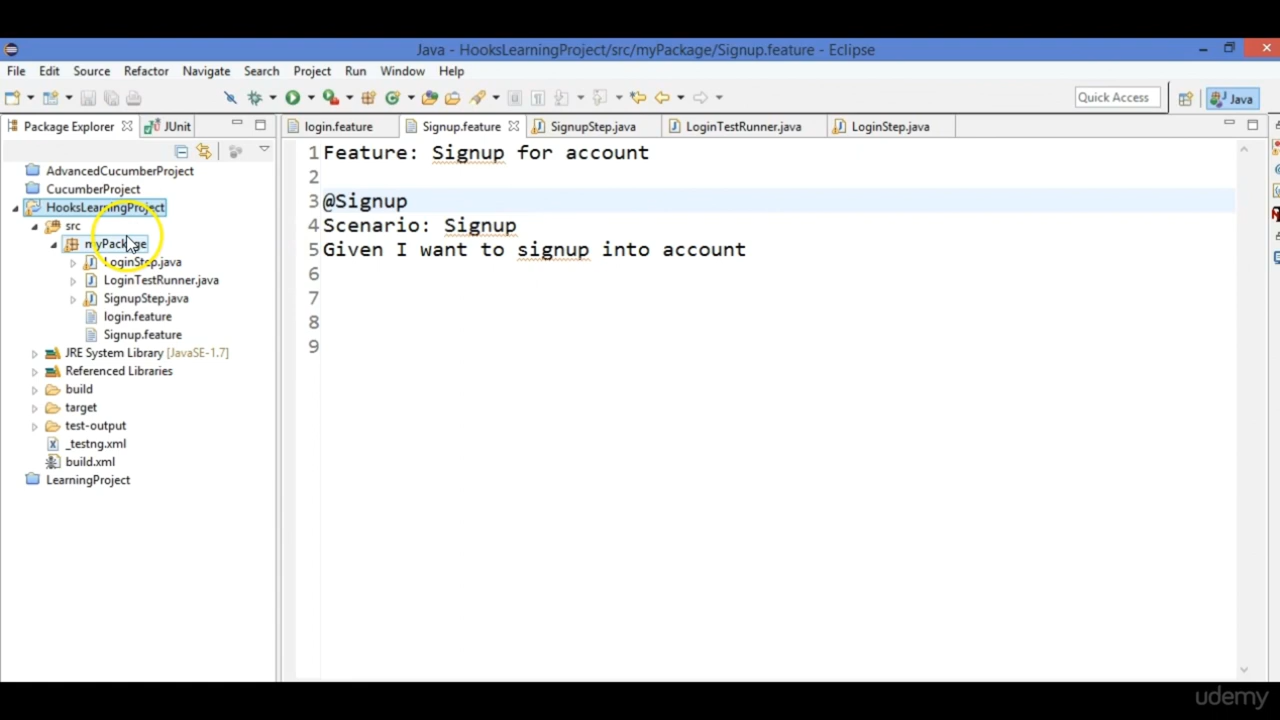 Java - HooksLearningProject/src/myPackage/Signup.feature - Eclipse
File Edit Source Refactor Navigate Search Project Run Window Help
Quick Access
Java
Package Explorer
JUnit
login.feature
Signup.feature
SignupStep.java
LoginTestRunner.java
LoginStep.java
AdvancedCucumberProject
CucumberProject
HooksLearningProject
src
myPackage
LoginStep.java
LoginTestRunner.java
SignupStep.java
login.feature
Signup.feature
JRE System Library [JavaSE-1.7]
Referenced Libraries
build
target
test-output
_testng.xml
build.xml
LearningProject
1 Feature: Signup for account
2
3 @Signup
4 Scenario: Signup
5 Given I want to signup into account
6
7
8
9
udemy